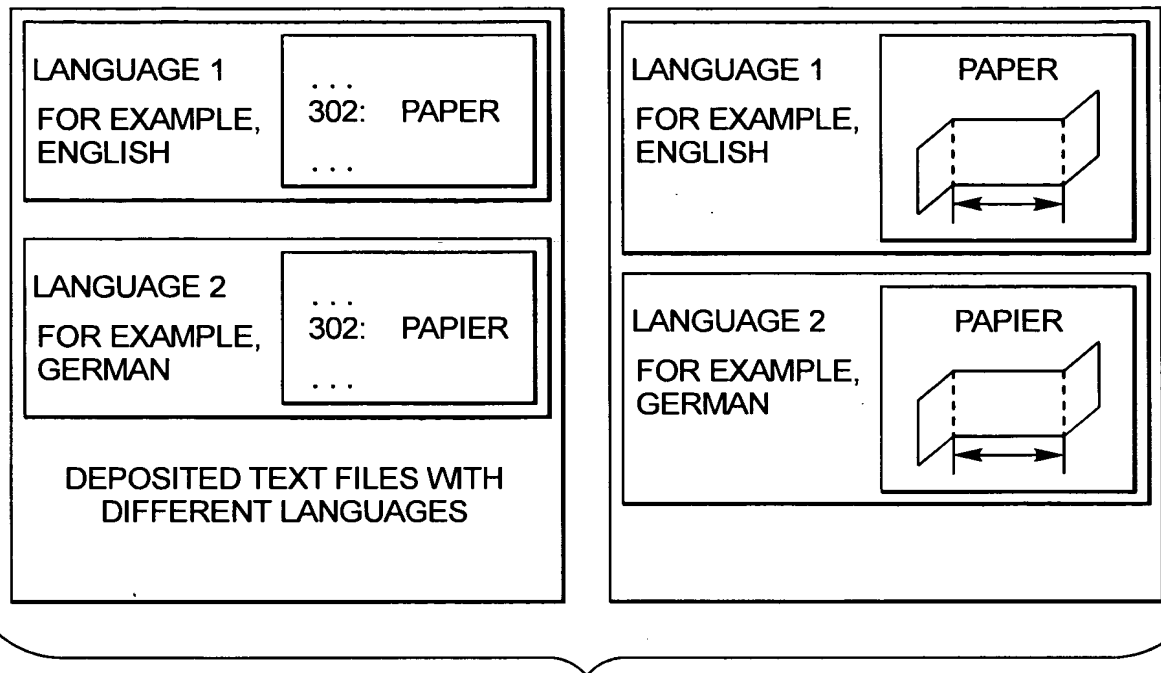 LANGUAGE 1
FOR EXAMPLE,
ENGLISH
. . .
302: PAPER
. . .
LANGUAGE 2
FOR EXAMPLE,
GERMAN
. . .
302: PAPIER
. . .
DEPOSITED TEXT FILES WITH
DIFFERENT LANGUAGES
LANGUAGE 1
FOR EXAMPLE,
ENGLISH
PAPER
LANGUAGE 2
FOR EXAMPLE,
GERMAN
PAPIER